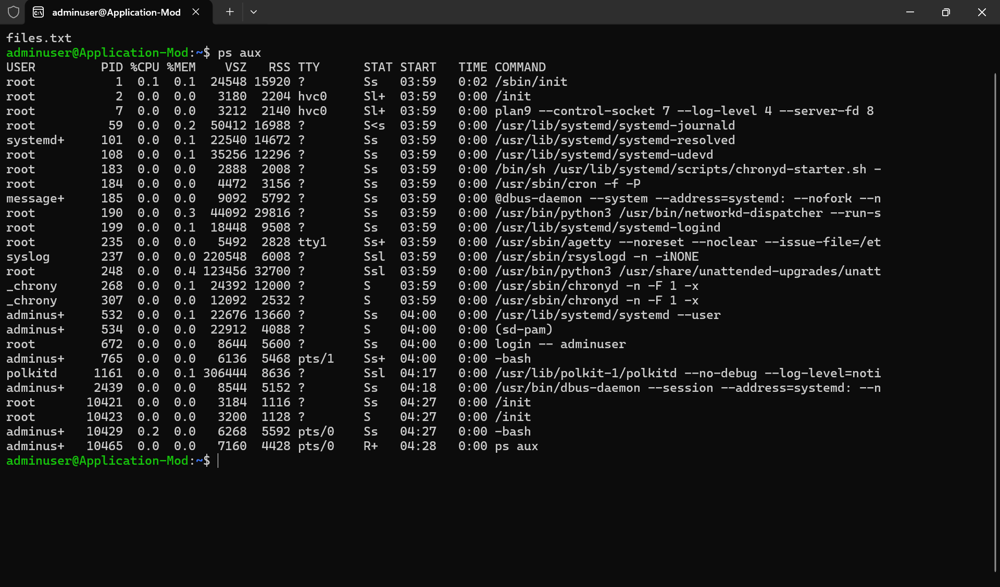 adminuser@Application-Mod
files.txt
adminuser@Application-Mod:~$ ps aux
USER         PID %CPU %MEM    VSZ   RSS TTY      STAT START   TIME COMMAND
root           1  0.1  0.1  24548 15920 ?        Ss   03:59   0:02 /sbin/init
root           2  0.0  0.0   3180  2204 hvc0     Sl+  03:59   0:00 /init
root           7  0.0  0.0   3212  2140 hvc0     Sl+  03:59   0:00 plan9 --control-socket 7 --log-level 4 --server-fd 8
root          59  0.0  0.2  50412 16988 ?        S<s  03:59   0:00 /usr/lib/systemd/systemd-journald
systemd+     101  0.0  0.1  22540 14672 ?        Ss   03:59   0:00 /usr/lib/systemd/systemd-resolved
root         108  0.0  0.1  35256 12296 ?        Ss   03:59   0:00 /usr/lib/systemd/systemd-udevd
root         183  0.0  0.0   2888  2008 ?        Ss   03:59   0:00 /bin/sh /usr/lib/systemd/scripts/chronyd-starter.sh -
root         184  0.0  0.0   4472  3156 ?        Ss   03:59   0:00 /usr/sbin/cron -f -P
message+     185  0.0  0.0   9092  5792 ?        Ss   03:59   0:00 @dbus-daemon --system --address=systemd: --nofork --n
root         190  0.0  0.3  44092 29816 ?        Ss   03:59   0:00 /usr/bin/python3 /usr/bin/networkd-dispatcher --run-s
root         199  0.0  0.1  18448  9508 ?        Ss   03:59   0:00 /usr/lib/systemd/systemd-logind
root         235  0.0  0.0   5492  2828 tty1     Ss+  03:59   0:00 /usr/sbin/agetty --noreset --noclear --issue-file=/et
syslog       237  0.0  0.0 220548  6008 ?        Ssl  03:59   0:00 /usr/sbin/rsyslogd -n -iNONE
root         248  0.0  0.4 123456 32700 ?        Ssl  03:59   0:00 /usr/bin/python3 /usr/share/unattended-upgrades/unatt
_chrony      268  0.0  0.1  24392 12000 ?        S    03:59   0:00 /usr/sbin/chronyd -n -F 1 -x
_chrony      307  0.0  0.0  12092  2532 ?        S    03:59   0:00 /usr/sbin/chronyd -n -F 1 -x
adminus+     532  0.0  0.1  22676 13660 ?        Ss   04:00   0:00 /usr/lib/systemd/systemd --user
adminus+     534  0.0  0.0  22912  4088 ?        S    04:00   0:00 (sd-pam)
root         672  0.0  0.0   8644  5600 ?        Ss   04:00   0:00 login -- adminuser
adminus+     765  0.0  0.0   6136  5468 pts/1    Ss+  04:00   0:00 -bash
polkitd     1161  0.0  0.1 306444  8636 ?        Ssl  04:17   0:00 /usr/lib/polkit-1/polkitd --no-debug --log-level=noti
adminus+    2439  0.0  0.0   8544  5152 ?        Ss   04:18   0:00 /usr/bin/dbus-daemon --session --address=systemd: --n
root       10421  0.0  0.0   3184  1116 ?        Ss   04:27   0:00 /init
root       10423  0.0  0.0   3200  1128 ?        S    04:27   0:00 /init
adminus+   10429  0.2  0.0   6268  5592 pts/0    Ss   04:27   0:00 -bash
adminus+   10465  0.0  0.0   7160  4428 pts/0    R+   04:28   0:00 ps aux
adminuser@Application-Mod:~$